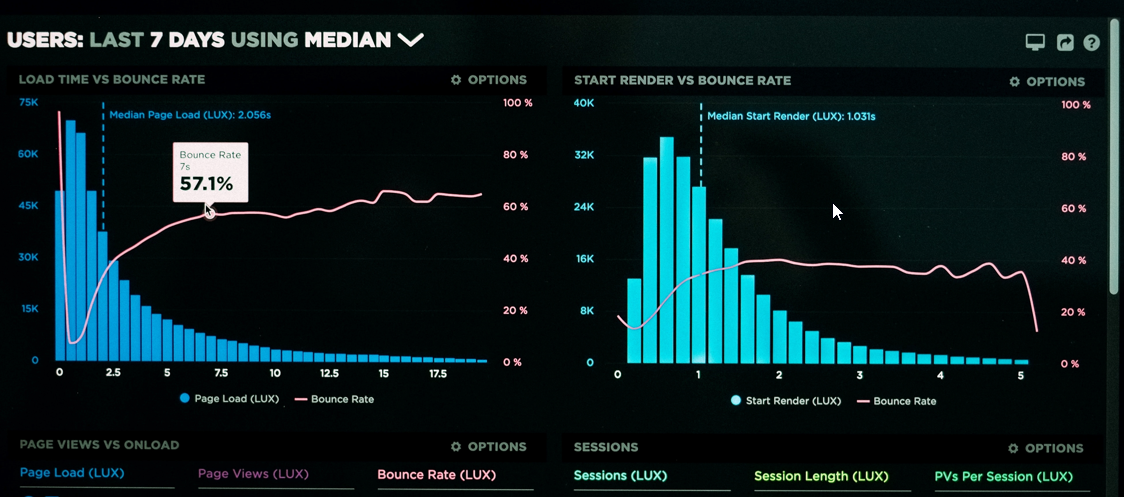 USERS: LAST 7 DAYS USING MEDIAN
LOAD TIME VS BOUNCE RATE
OPTIONS
75K
60K
45K
30K
15K
0
100 %
80 %
60 %
40 %
20 %
0 %
Median Page Load (LUX): 2.056s
Bounce Rate
7s
57.1%
0 2.5 5 7.5 10 12.5 15 17.5
Page Load (LUX) Bounce Rate
START RENDER VS BOUNCE RATE
OPTIONS
40K
32K
24K
16K
8K
0
100 %
80 %
60 %
40 %
20 %
0 %
Median Start Render (LUX): 1.031s
0 1 2 3 4 5
Start Render (LUX) Bounce Rate
PAGE VIEWS VS ONLOAD
OPTIONS
Page Load (LUX) Page Views (LUX) Bounce Rate (LUX)
SESSIONS
OPTIONS
Sessions (LUX) Session Length (LUX) PVs Per Session (LUX)